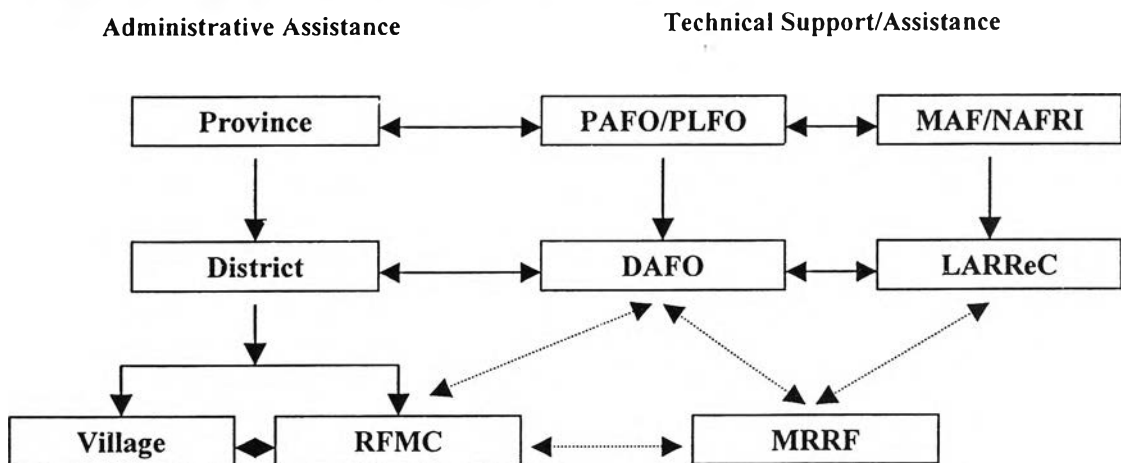 Administrative Assistance
Technical Support/Assistance
Province
PAFO/PLFO
MAF/NAFRI
District
DAFO
LARReC
Village
RFMC
MRRF